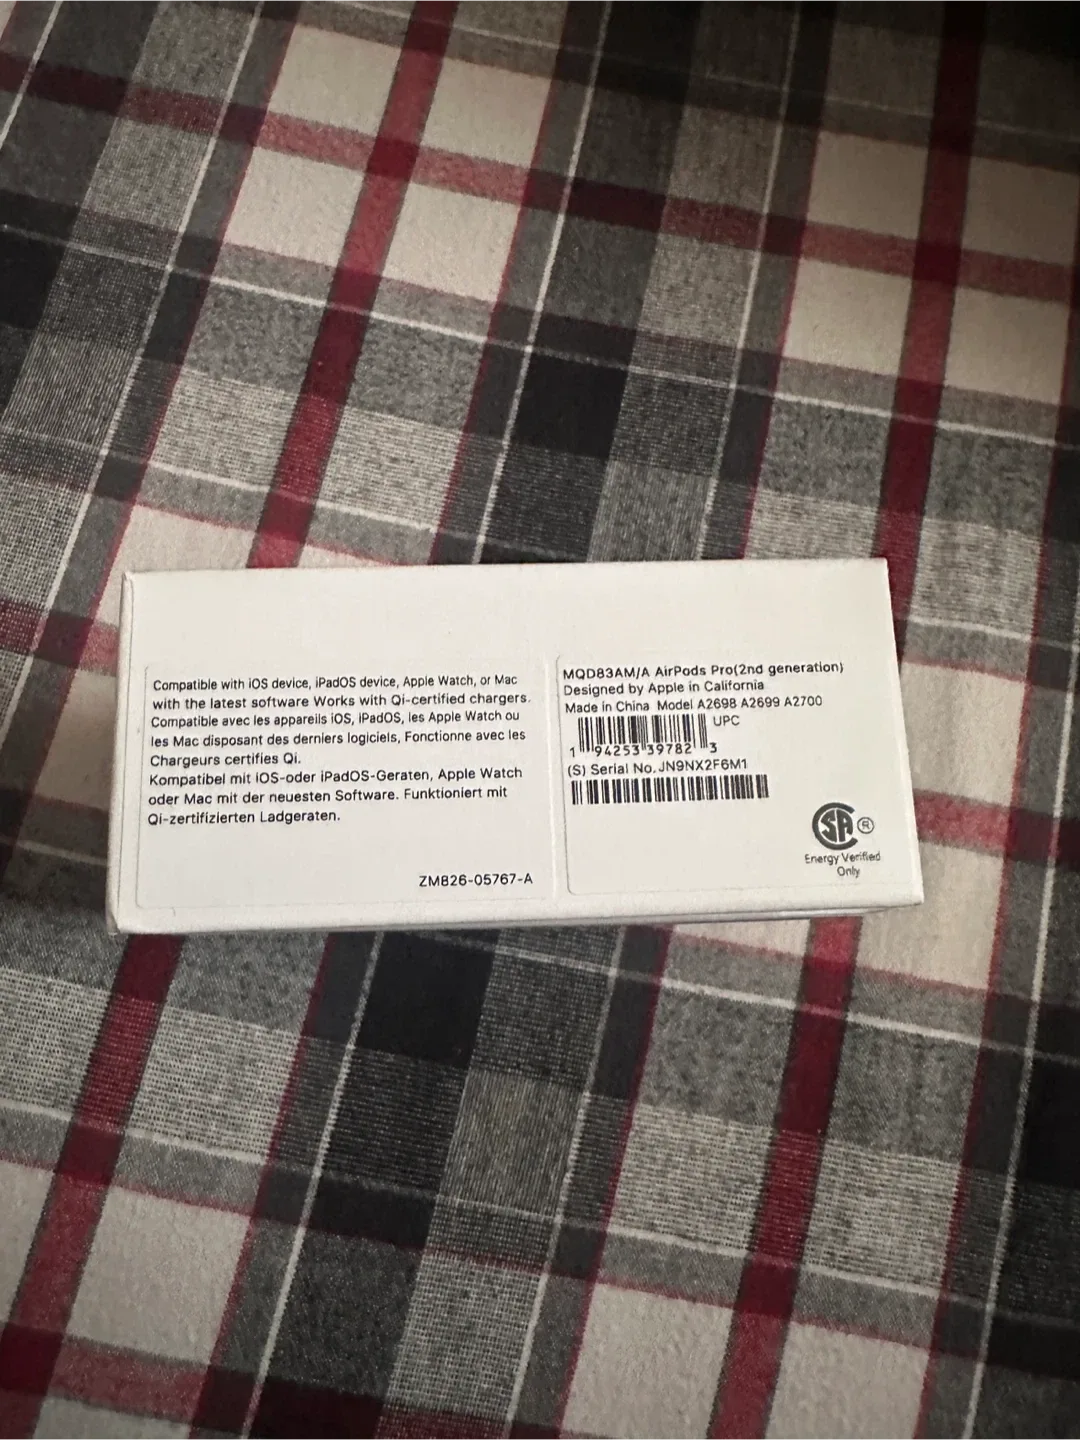 Compatible with iOS device, iPadOS device, Apple Watch, or Mac
with the latest software Works with Qi-certified chargers.
Compatible avec les appareils iOS, iPadOS, les Apple Watch ou
les Mac disposant des derniers logiciels, Fonctionne avec les
Chargeurs certifies Qi.
Kompatibel mit iOS-oder iPadOS-Geraten, Apple Watch
oder Mac mit der neuesten Software. Funktioniert mit
Qi-zertifizierten Ladgeraten.
ZM826-05767-A
MQD83AM/A AirPods Pro(2nd generation)
Designed by Apple in California
Made in China Model A2698 A2699 A2700
UPC
1 94253 39782 3
(S) Serial No. JN9NX2F6M1
SA ®
Energy Verified
Only